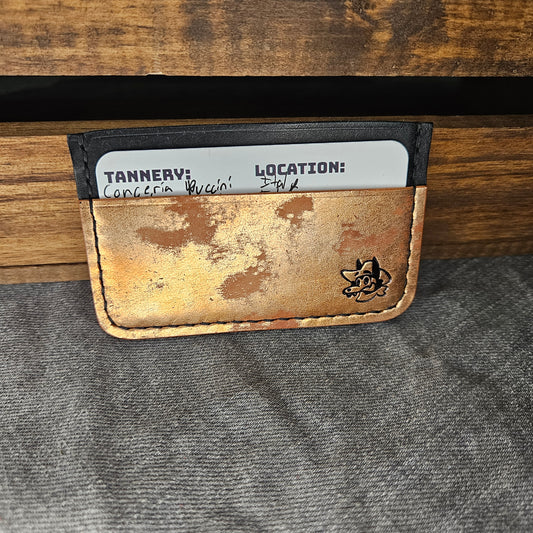 TANNERY: LOCATION:
Conceria Puccini Italy